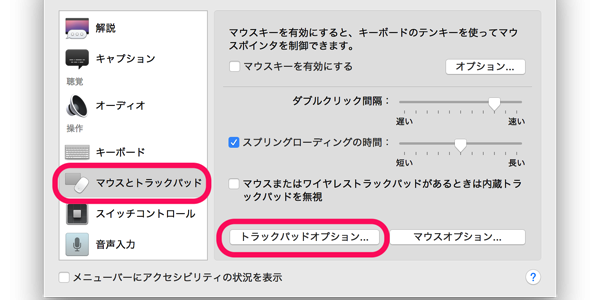 解説
キャプション
聴覚
オーディオ
操作
キーボード
マウスとトラックパッド
スイッチコントロール
音声入力
マウスキーを有効にすると、キーボードのテンキーを使ってマウ
スポインタを制御できます。
マウスキーを有効にする
オプション...
ダブルクリック間隔：
遅い 速い
スプリングローディングの時間：
短い 長い
マウスまたはワイヤレストラックパッドがあるときは内蔵トラ
ックパッドを無視
トラックパッドオプション... マウスオプション...
メニューバーにアクセシビリティの状況を表示
?